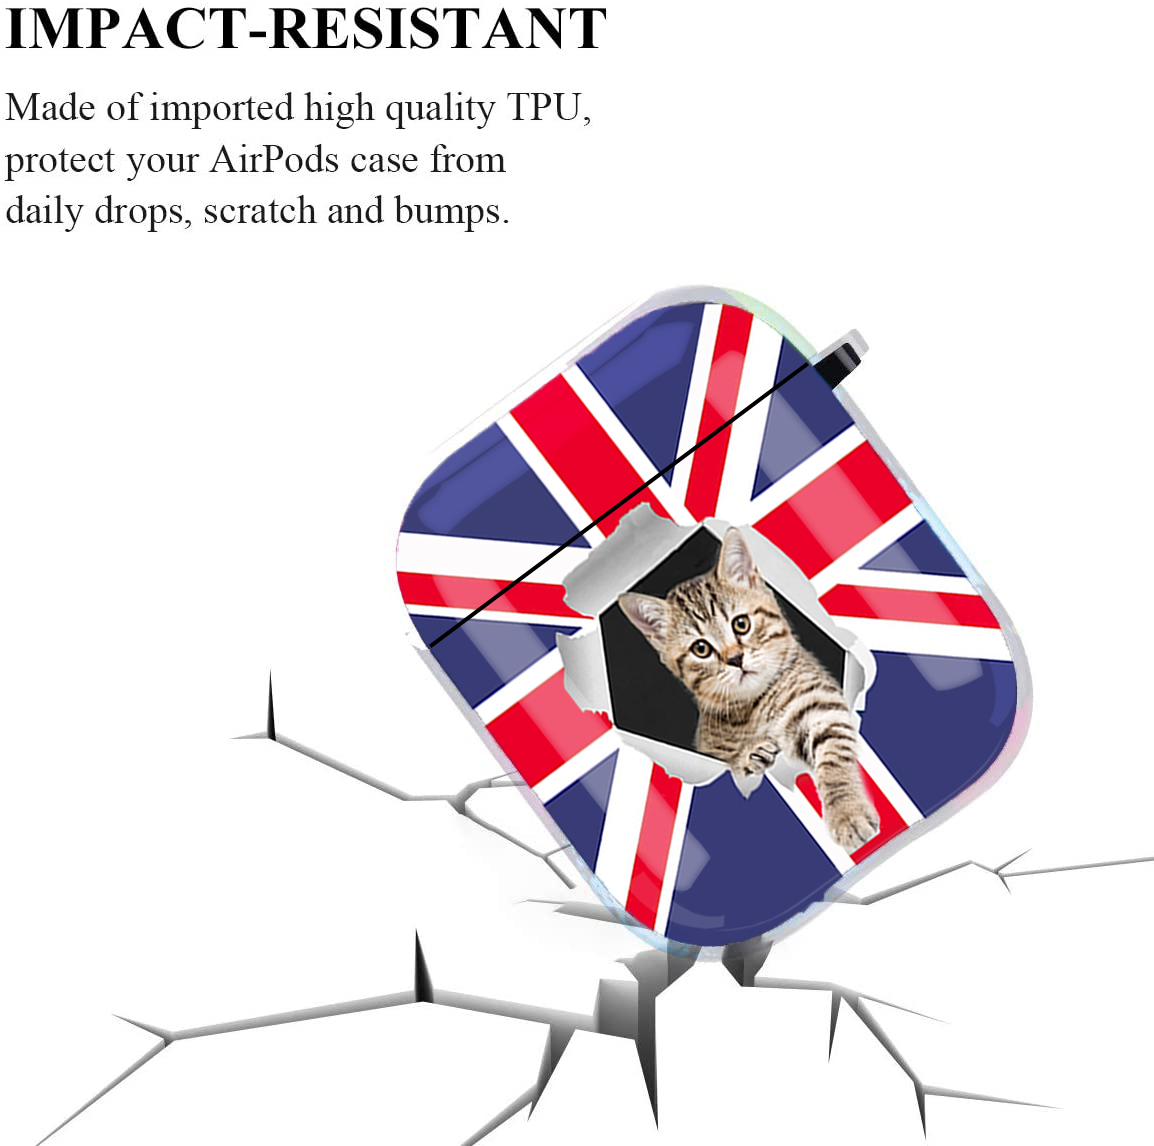 IMPACT-RESISTANT
Made of imported high quality TPU,
protect your AirPods case from
daily drops, scratch and bumps.